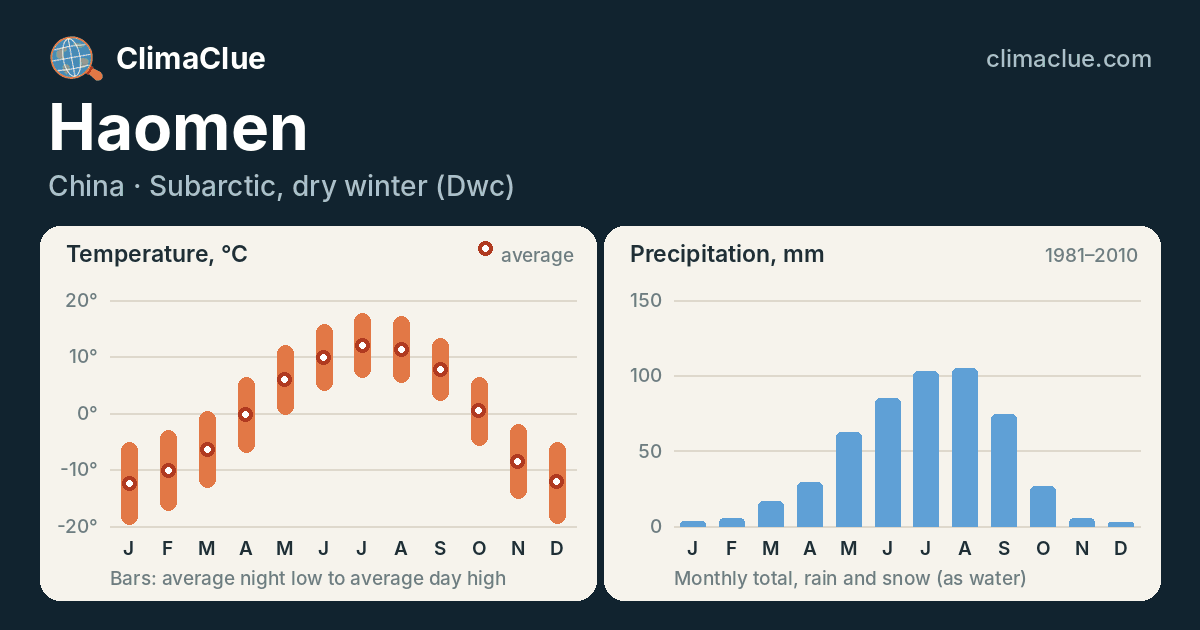 ClimaClue
climaclue.com
Haomen
China · Subarctic, dry winter (Dwc)
Temperature, °C
average
20°
10°
0°
-10°
-20°
J F M A M J J A S O N D
Bars: average night low to average day high
Precipitation, mm
1981–2010
150
100
50
0
J F M A M J J A S O N D
Monthly total, rain and snow (as water)